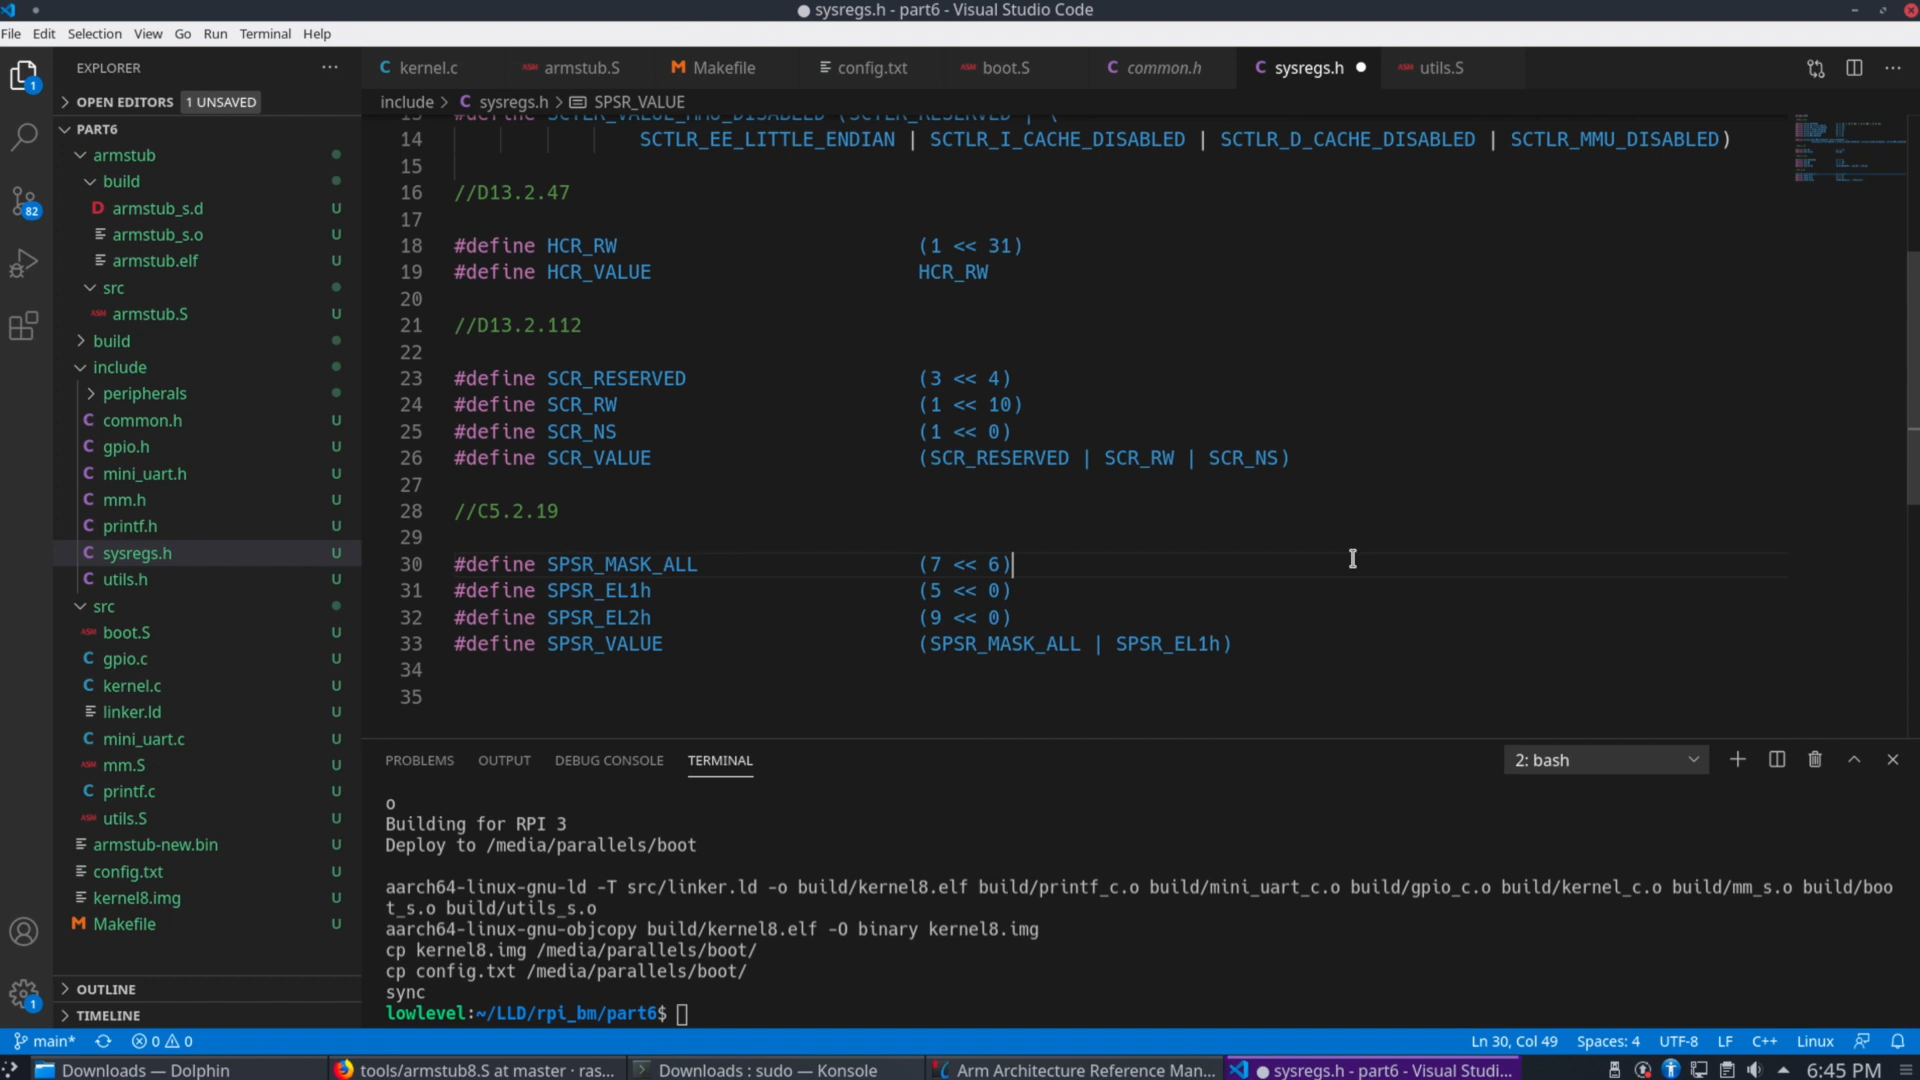 sysregs.h - part6 - Visual Studio Code
File Edit Selection View Go Run Terminal Help
EXPLORER
kernel.c armstub.S Makefile config.txt boot.S common.h sysregs.h utils.S
OPEN EDITORS 1 UNSAVED
include > sysregs.h > SPSR_VALUE
PART6
armstub
build
armstub_s.d U
armstub_s.o U
armstub.elf U
src
armstub.S U
build
include
peripherals
common.h U
gpio.h U
mini_uart.h U
mm.h U
printf.h U
sysregs.h U
utils.h U
src
boot.S U
gpio.c U
kernel.c U
linker.ld U
mini_uart.c U
mm.S U
printf.c U
utils.S U
armstub-new.bin U
config.txt U
kernel8.img U
Makefile U
OUTLINE
TIMELINE
1
82
1
13 #define SCTLR_VALUE_MMU_DISABLED (SCTLR_RESERVED | \
14 SCTLR_EE_LITTLE_ENDIAN | SCTLR_I_CACHE_DISABLED | SCTLR_D_CACHE_DISABLED | SCTLR_MMU_DISABLED)
15
16 //D13.2.47
17
18 #define HCR_RW (1 << 31)
19 #define HCR_VALUE HCR_RW
20
21 //D13.2.112
22
23 #define SCR_RESERVED (3 << 4)
24 #define SCR_RW (1 << 10)
25 #define SCR_NS (1 << 0)
26 #define SCR_VALUE (SCR_RESERVED | SCR_RW | SCR_NS)
27
28 //C5.2.19
29
30 #define SPSR_MASK_ALL (7 << 6)
31 #define SPSR_EL1h (5 << 0)
32 #define SPSR_EL2h (9 << 0)
33 #define SPSR_VALUE (SPSR_MASK_ALL | SPSR_EL1h)
34
35
PROBLEMS OUTPUT DEBUG CONSOLE TERMINAL 2: bash
o
Building for RPI 3
Deploy to /media/parallels/boot
aarch64-linux-gnu-ld -T src/linker.ld -o build/kernel8.elf build/printf_c.o build/mini_uart_c.o build/gpio_c.o build/kernel_c.o build/mm_s.o build/boo
t_s.o build/utils_s.o
aarch64-linux-gnu-objcopy build/kernel8.elf -O binary kernel8.img
cp kernel8.img /media/parallels/boot/
cp config.txt /media/parallels/boot/
sync
lowlevel:~/LLD/rpi_bm/part6$
main* 0 0 Ln 30, Col 49 Spaces: 4 UTF-8 LF C++ Linux
Downloads — Dolphin tools/armstub8.S at master · ras... Downloads : sudo — Konsole Arm Architecture Reference Man... sysregs.h - part6 - Visual Studi... 6:45 PM